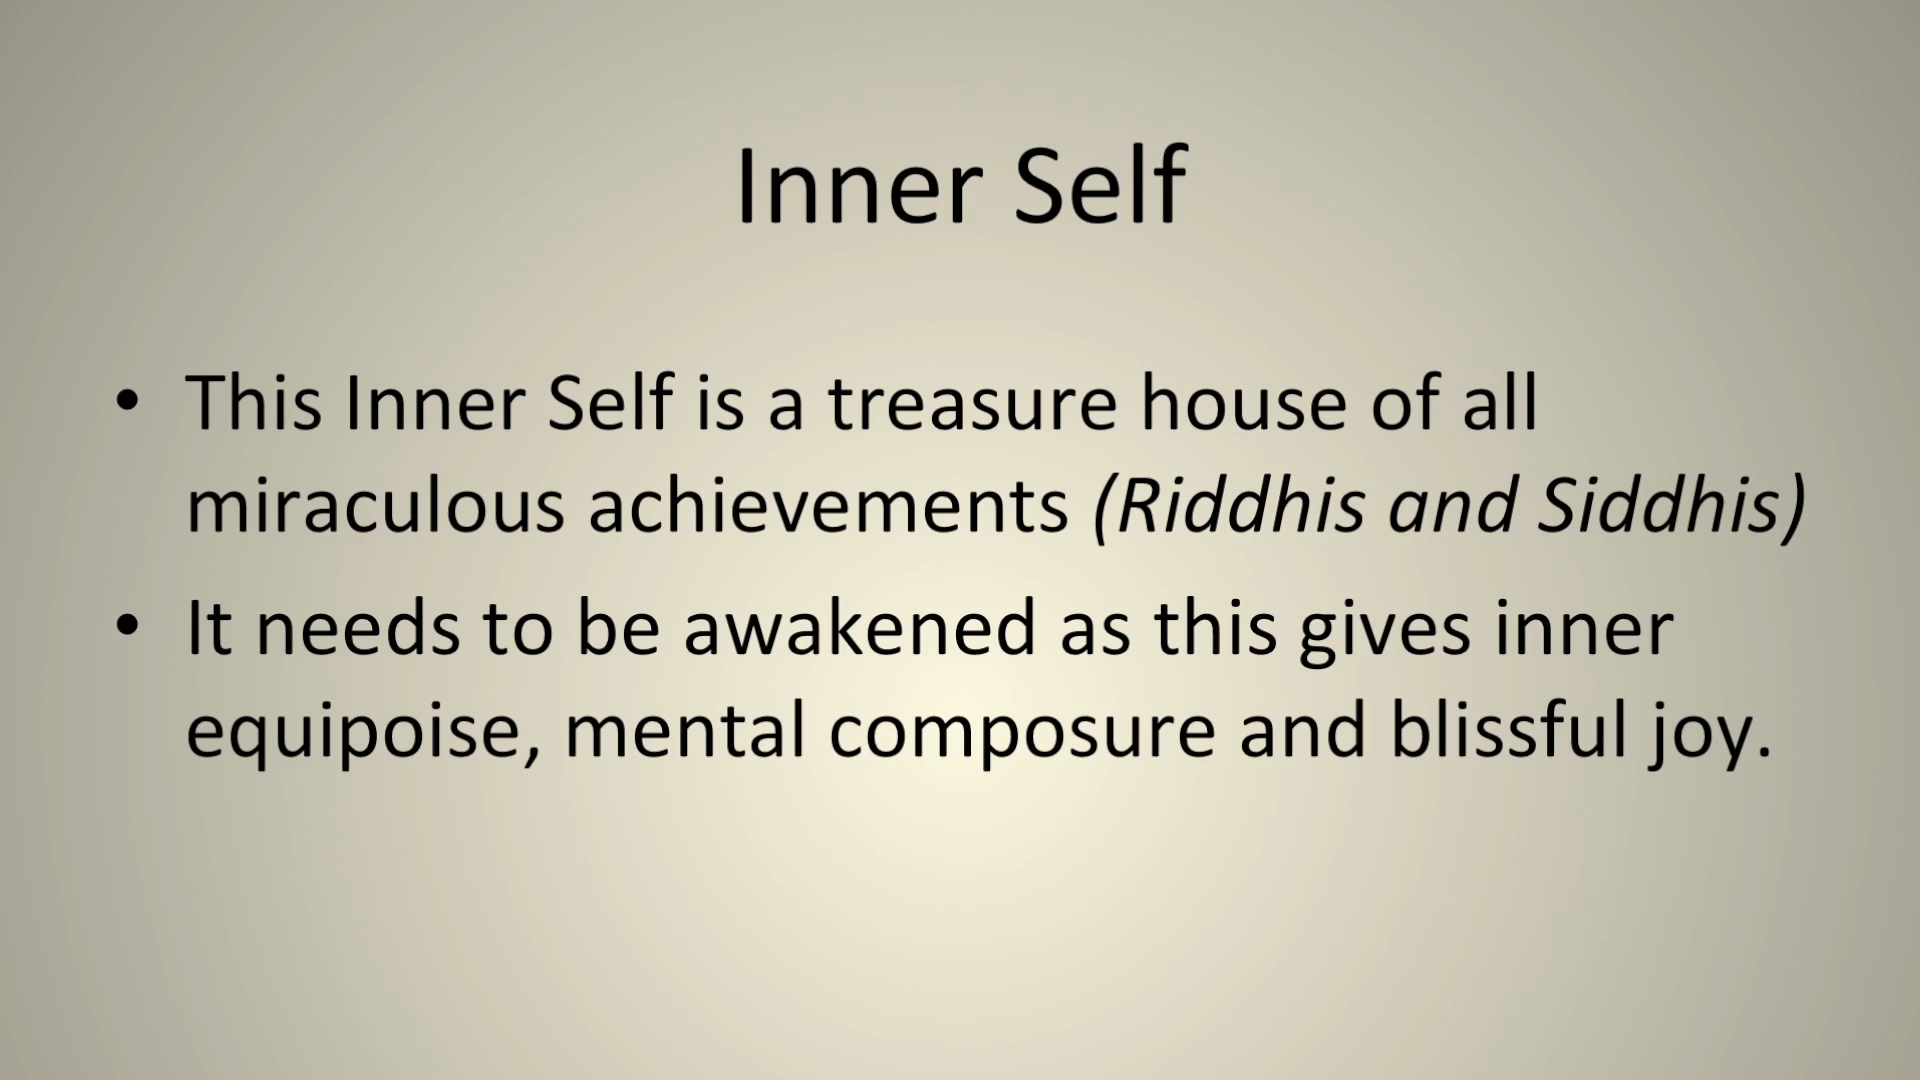 Inner Self
• This Inner Self is a treasure house of all
miraculous achievements (Riddhis and Siddhis)
• It needs to be awakened as this gives inner
equipoise, mental composure and blissful joy.